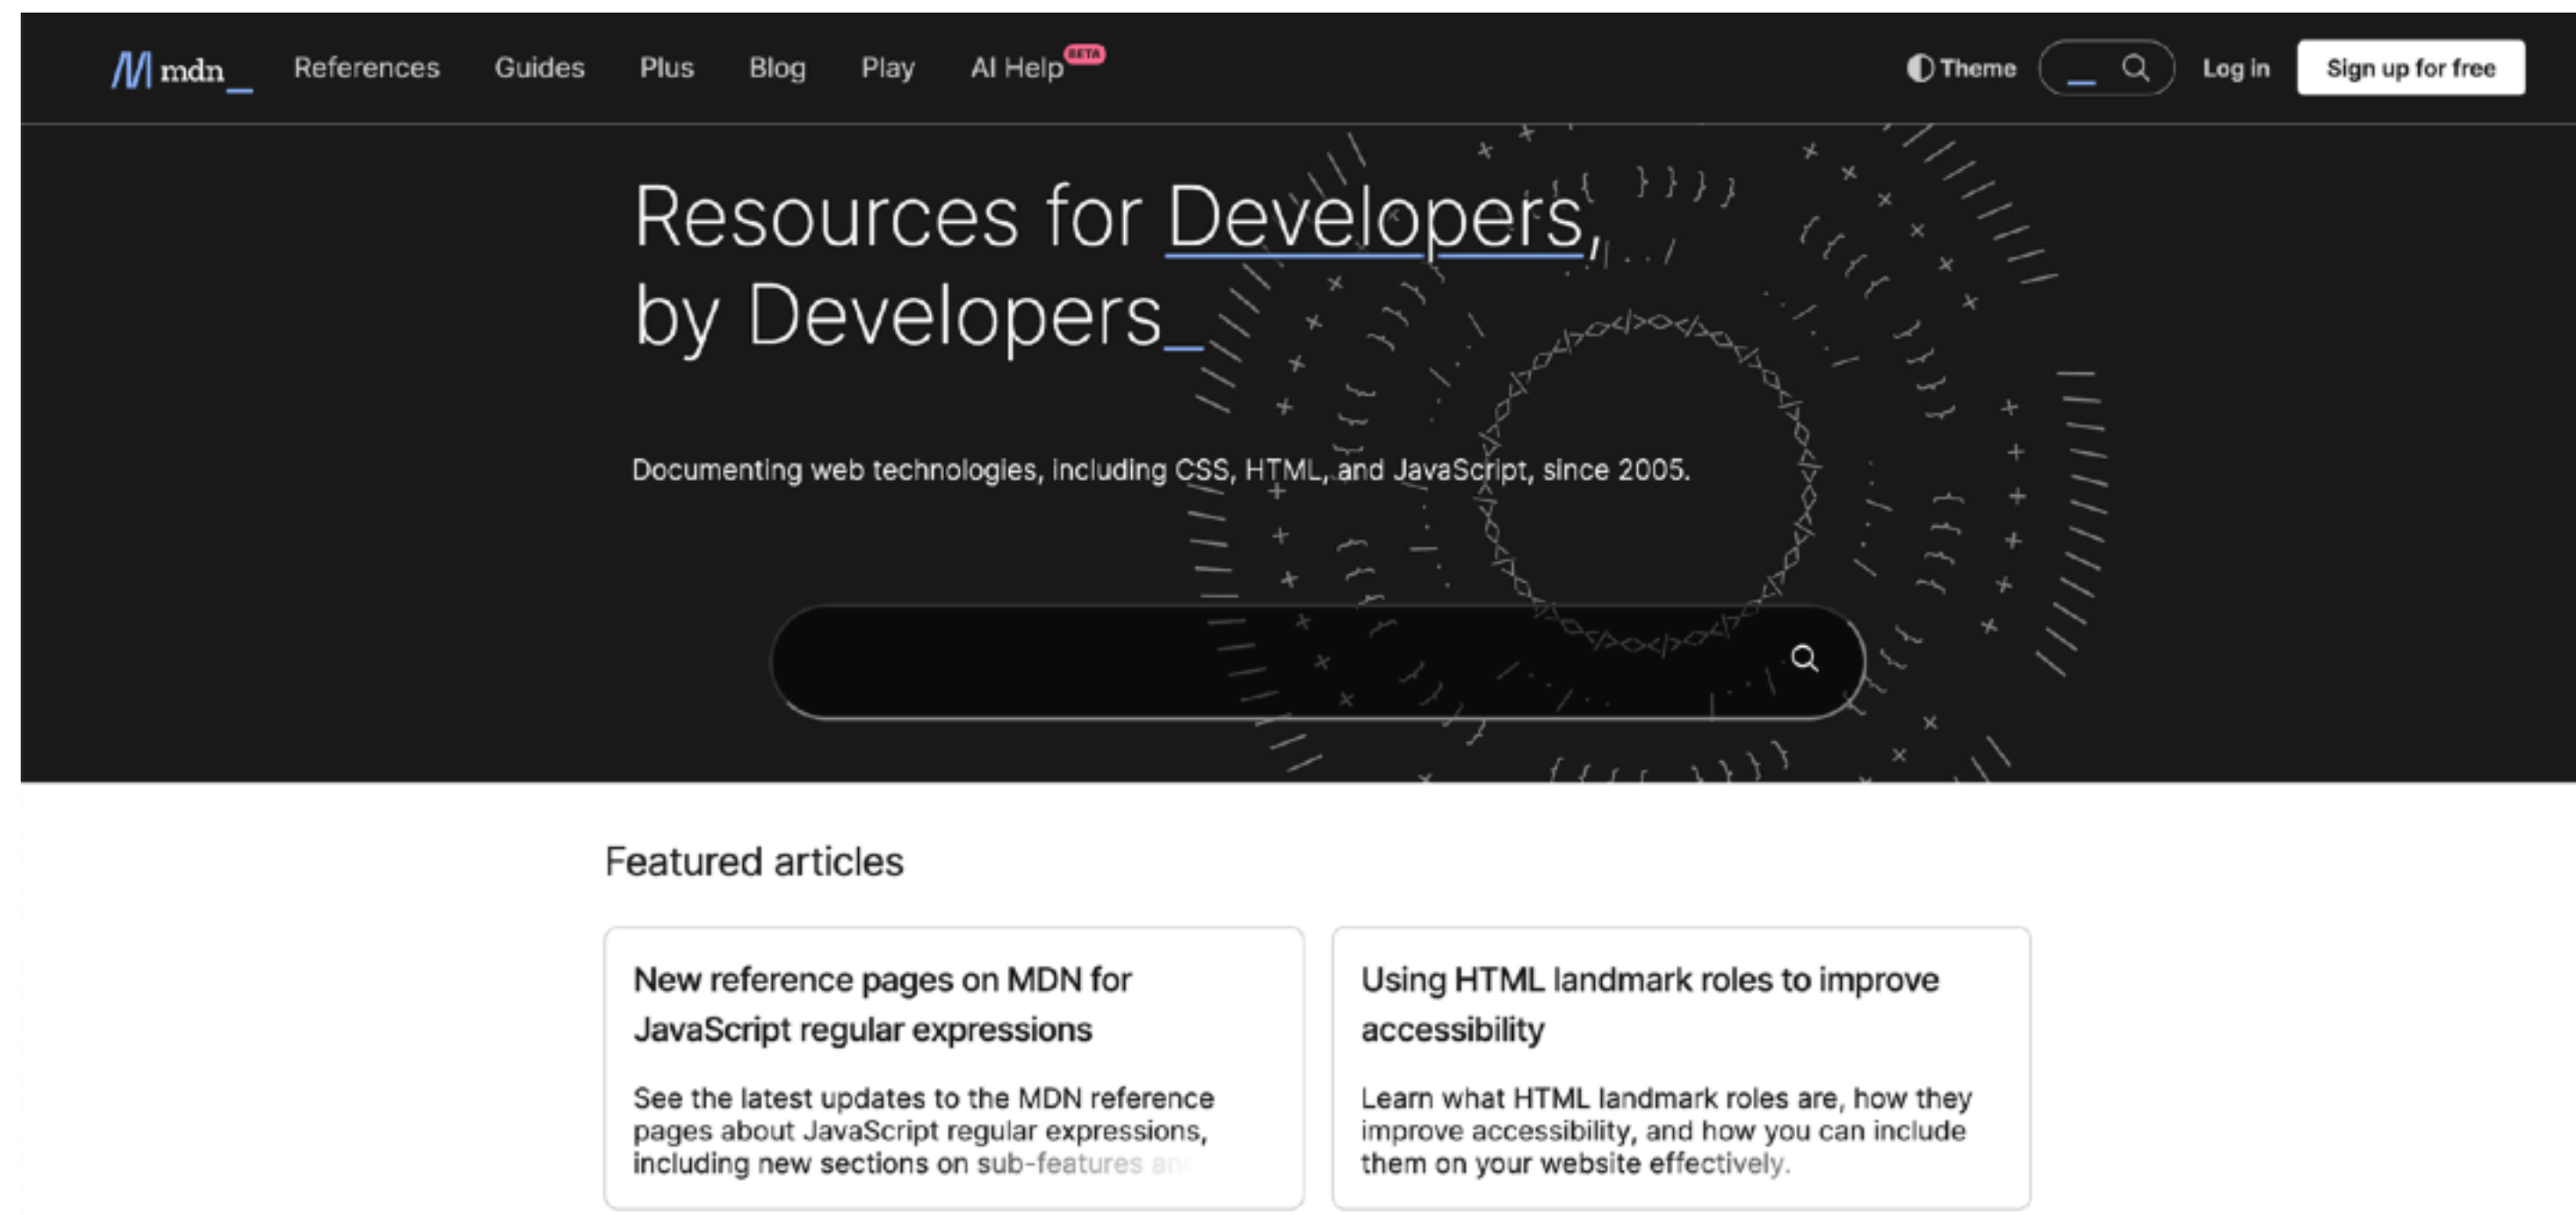 mdn_
References
Guides
Plus
Blog
Play
AI Help BETA
Theme
Log in
Sign up for free
Resources for Developers,
by Developers_
Documenting web technologies, including CSS, HTML, and JavaScript, since 2005.
Featured articles
New reference pages on MDN for
JavaScript regular expressions
See the latest updates to the MDN reference
pages about JavaScript regular expressions,
including new sections on sub-features an
Using HTML landmark roles to improve
accessibility
Learn what HTML landmark roles are, how they
improve accessibility, and how you can include
them on your website effectively.